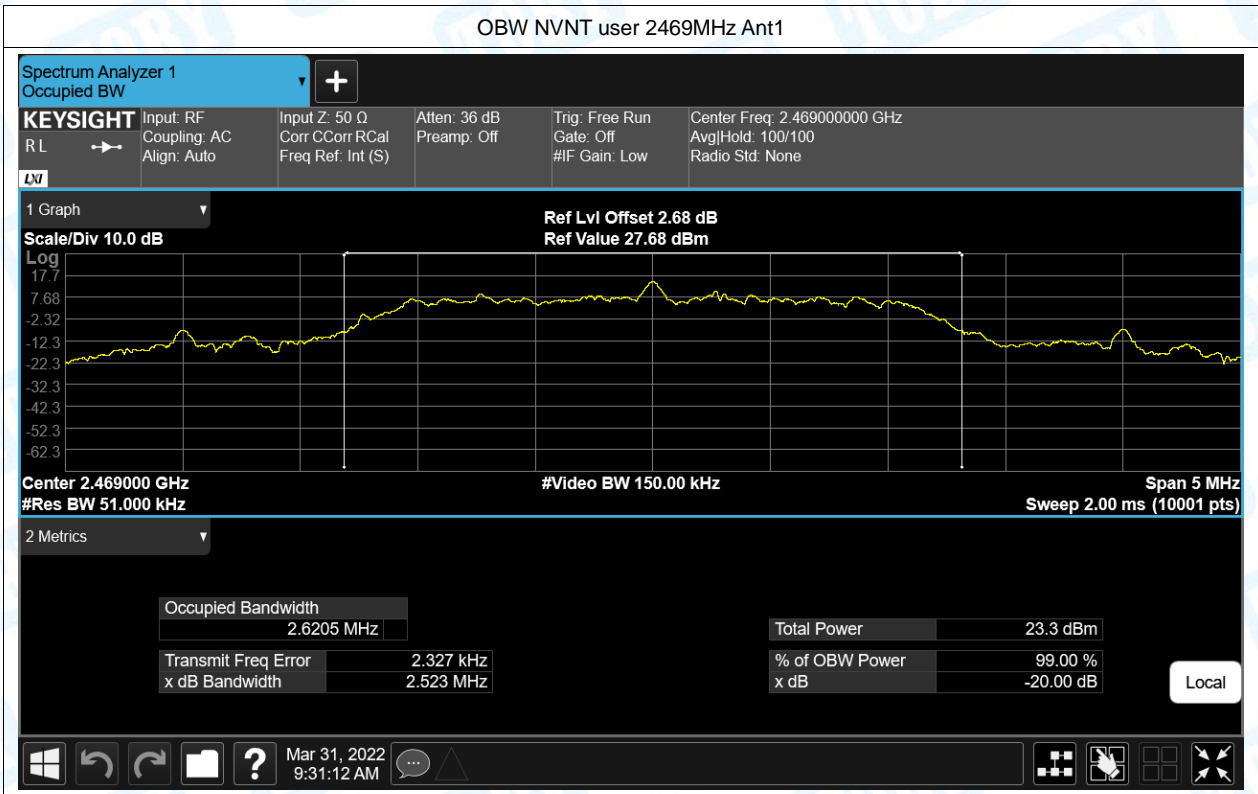 OBW NVNT user 2469MHz Ant1
Spectrum Analyzer 1
Occupied BW
KEYSIGHT
R L
LXI
Input: RF
Coupling: AC
Align: Auto
Input Z: 50 Ω
Corr CCorr RCal
Freq Ref: Int (S)
Atten: 36 dB
Preamp: Off
Trig: Free Run
Gate: Off
#IF Gain: Low
Center Freq: 2.469000000 GHz
Avg|Hold: 100/100
Radio Std: None
1 Graph
Scale/Div 10.0 dB
Ref Lvl Offset 2.68 dB
Ref Value 27.68 dBm
Log
17.7
7.68
-2.32
-12.3
-22.3
-32.3
-42.3
-52.3
-62.3
Center 2.469000 GHz
#Video BW 150.00 kHz
Span 5 MHz
#Res BW 51.000 kHz
Sweep 2.00 ms (10001 pts)
2 Metrics
Occupied Bandwidth
2.6205 MHz
Total Power 23.3 dBm
Transmit Freq Error 2.327 kHz
% of OBW Power 99.00 %
x dB Bandwidth 2.523 MHz
x dB -20.00 dB
Local
?
Mar 31, 2022
9:31:12 AM